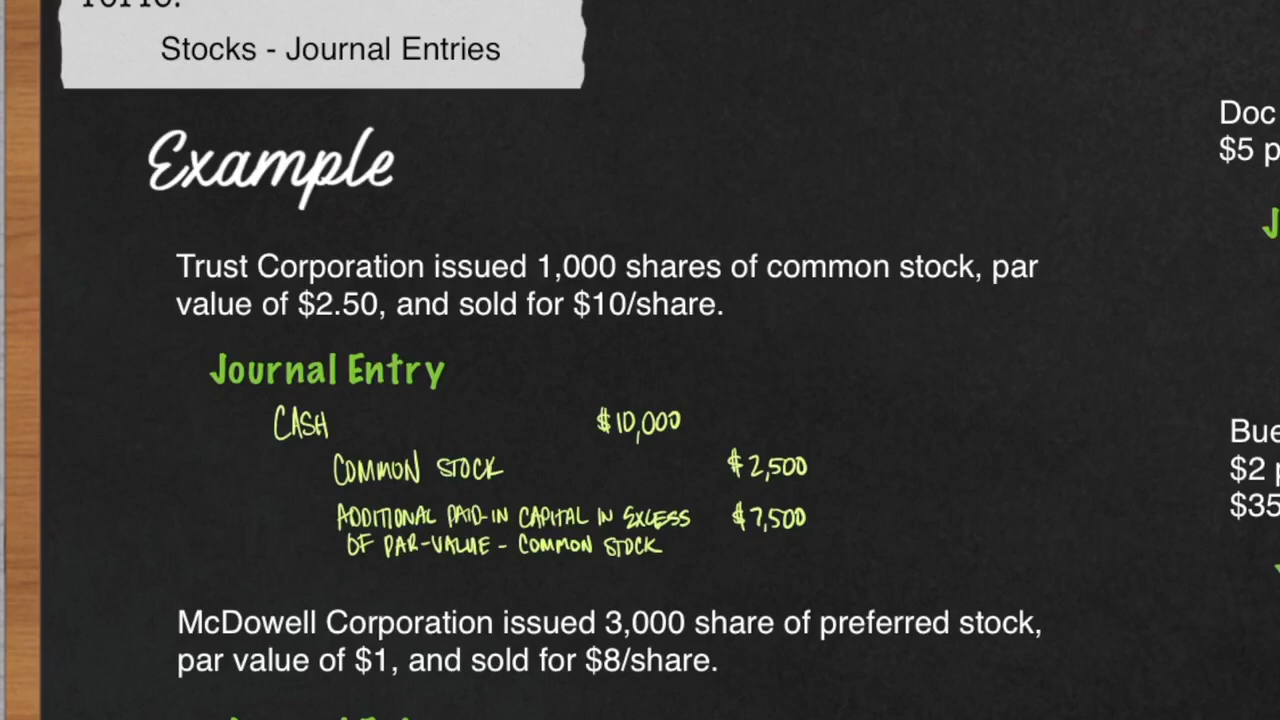 Stocks - Journal Entries
Example
Trust Corporation issued 1,000 shares of common stock, par
value of $2.50, and sold for $10/share.
Journal Entry
CASH $10,000
COMMON STOCK $2,500
ADDITIONAL PAID-IN CAPITAL IN EXCESS $7,500
OF PAR-VALUE - COMMON STOCK
McDowell Corporation issued 3,000 share of preferred stock,
par value of $1, and sold for $8/share.
Doc
$5 p
Bue
$2 p
$35